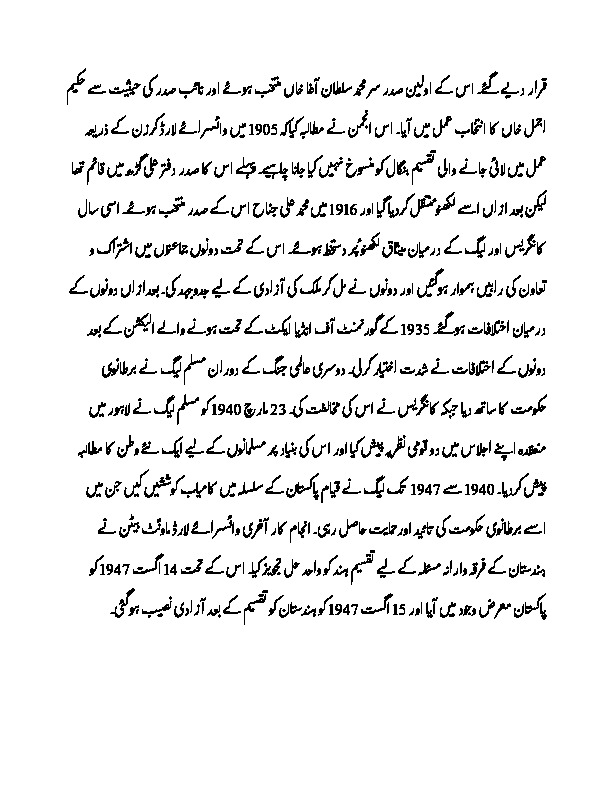 قرار دیے گئے۔ اس کے اولین صدر سر محمد سلطان آغا خاں منتخب ہوئے اور نائب صدر کی حیثیت سے حکیم
اجمل خاں کا انتخاب عمل میں آیا۔ اس انجمن نے مطالبہ کیا کہ 1905 میں وائسرائے لارڈ کرزن کے ذریعہ
عمل میں لائی جانے والی تقسیم بنگال کو منسوخ نہیں کیا جانا چاہیے۔ پہلے اس کا صدر دفتر علی گڑھ میں قائم تھا
لیکن بعد ازاں اسے لکھنؤ منتقل کردیا گیا اور 1916 میں محمد علی جناح اس کے صدر منتخب ہوئے۔ اسی سال
کانگریس اور لیگ کے درمیان میثاق لکھنؤ پر دستخط ہوئے۔ اس کے تحت دونوں جماعتوں میں اشتراک و
تعاون کی راہیں ہموار ہوگئیں اور دونوں نے مل کر ملک کی آزادی کے لیے جدوجہد کی۔ بعد ازاں دونوں کے
درمیان اختلافات ہوگئے۔ 1935 کے گورنمنٹ آف انڈیا ایکٹ کے تحت ہونے والے الیکشن کے بعد
دونوں کے اختلافات نے شدت اختیار کرلی۔ دوسری عالمی جنگ کے دوران مسلم لیگ نے برطانوی
حکومت کا ساتھ دیا جبکہ کانگریس نے اس کی مخالفت کی۔ 23 مارچ 1940 کو مسلم لیگ نے لاہور میں
منعقدہ اپنے اجلاس میں دو قومی نظریہ پیش کیا اور اس کی بنیاد پر مسلمانوں کے لیے ایک نئے وطن کا مطالبہ
پیش کردیا۔ 1940 سے 1947 تک لیگ نے قیام پاکستان کے سلسلہ میں کامیاب کوششیں کیں جن میں
اسے برطانوی حکومت کی تائید اور حمایت حاصل رہی۔ انجام کار آخری وائسرائے لارڈ ماونٹ بیٹن نے
ہندستان کے فرقہ وارانہ مسئلہ کے لیے تقسیم ہند کو واحد حل تجویز کیا۔ اس کے تحت 14 اگست 1947 کو
پاکستان معرض وجود میں آیا اور 15 اگست 1947 کو ہندستان کو تقسیم کے بعد آزادی نصیب ہوگئی۔